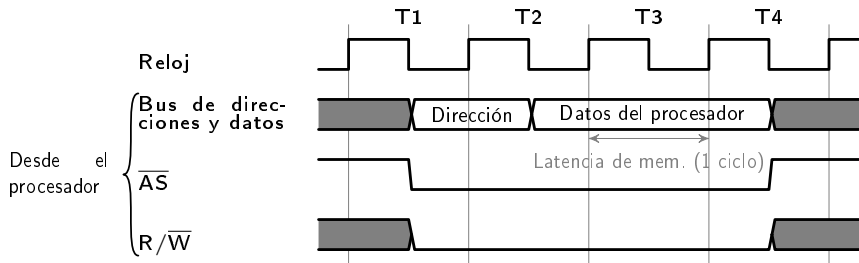 T1 T2 T3 T4
Reloj
Bus de direc-
ciones y datos
Dirección
Datos del procesador
Latencia de mem. (1 ciclo)
Desde el
procesador
A̅S̅
R/W̅